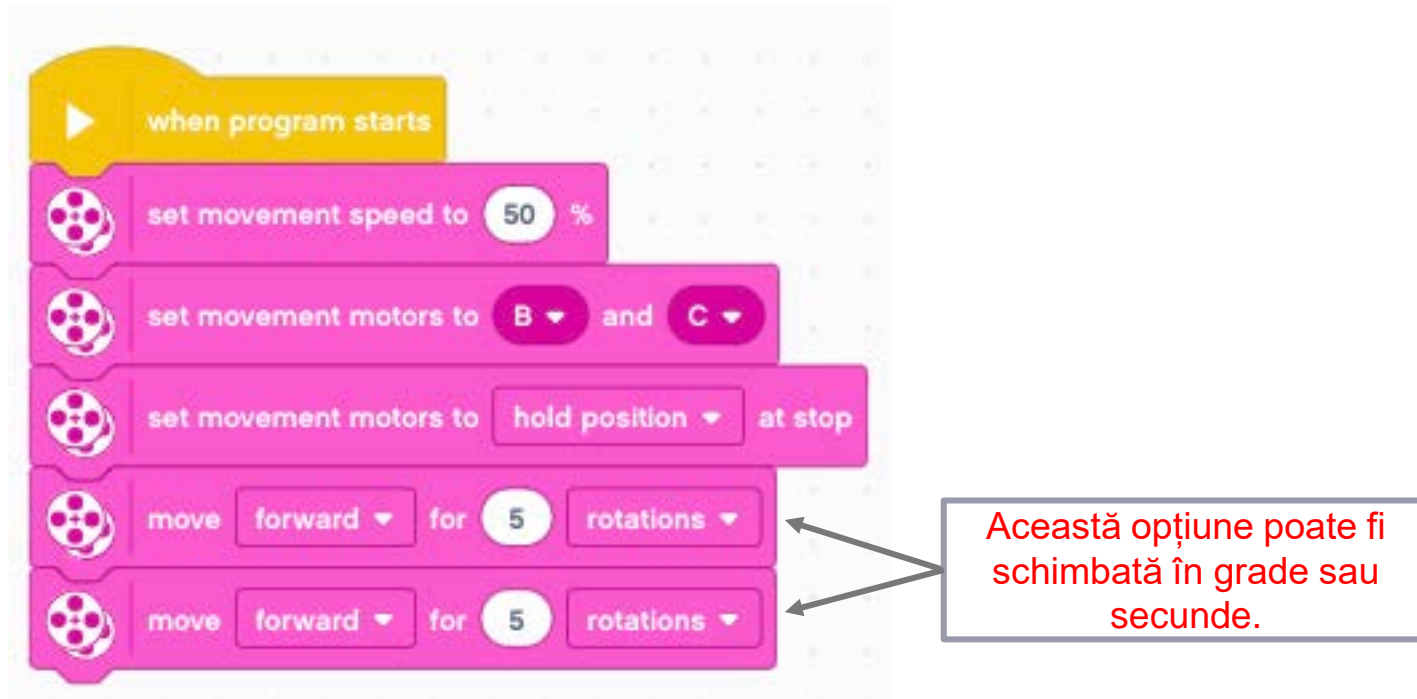 when program starts
set movement speed to 50 %
set movement motors to B and C
set movement motors to hold position at stop
move forward for 5 rotations
move forward for 5 rotations
Această opțiune poate fi
schimbată în grade sau
secunde.